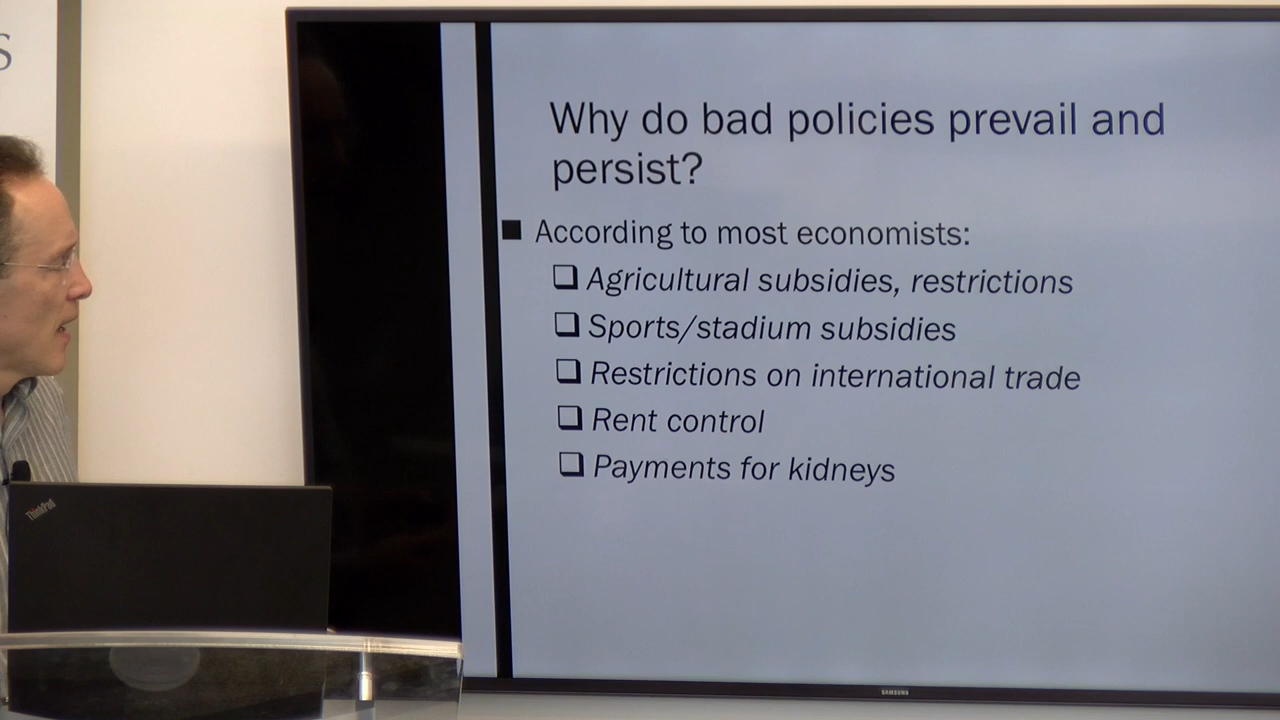 S
Why do bad policies prevail and
persist?
According to most economists:
Agricultural subsidies, restrictions
Sports/stadium subsidies
Restrictions on international trade
Rent control
Payments for kidneys
ThinkPad
SAMSUNG